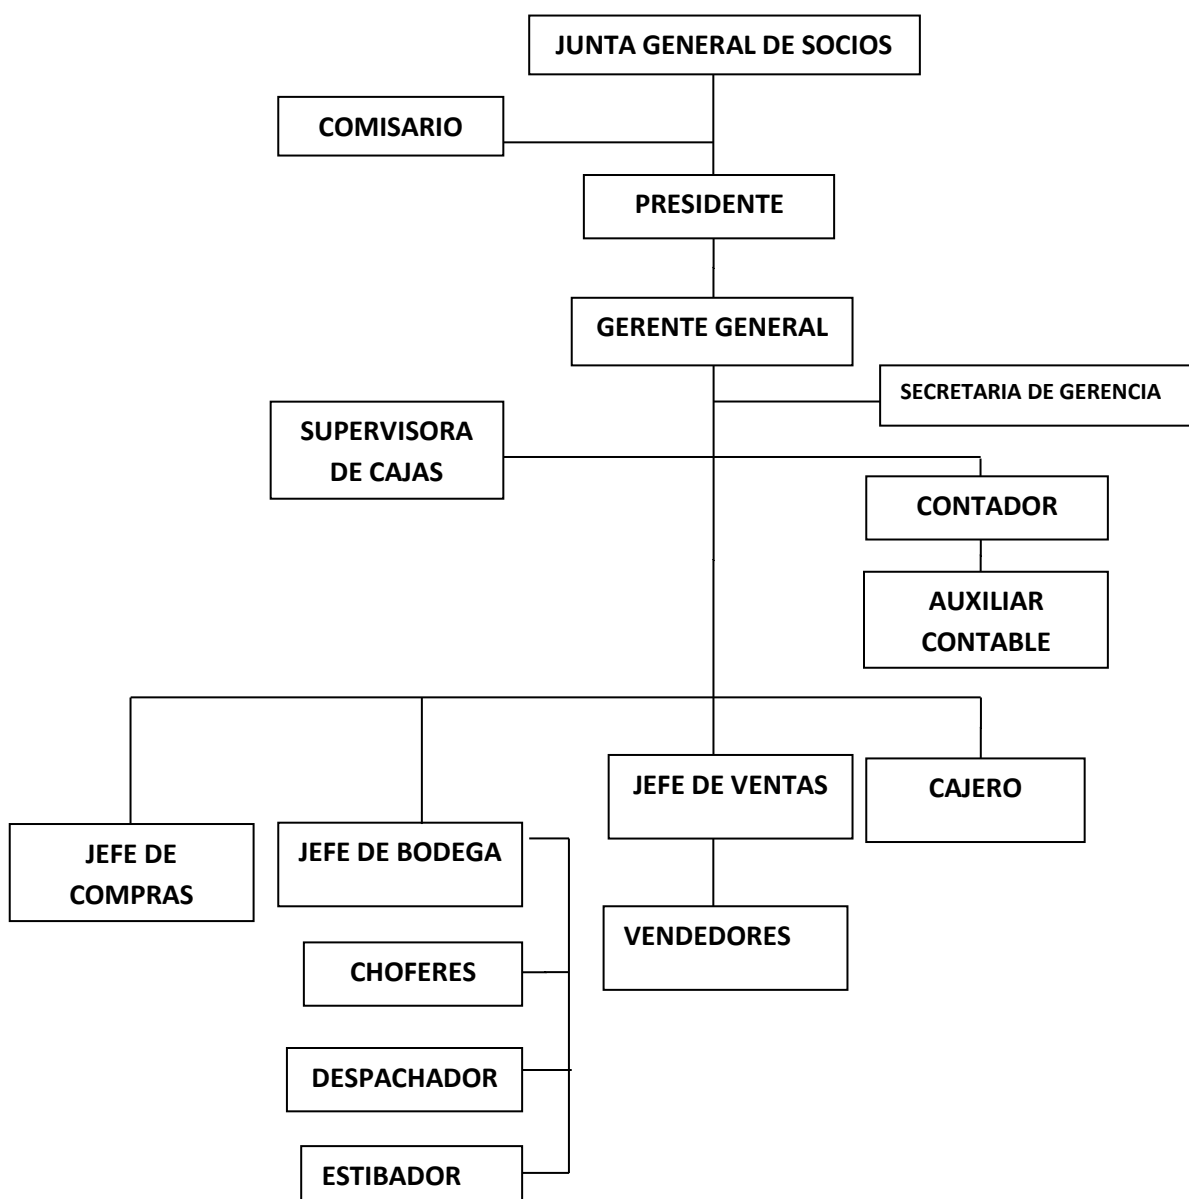 JUNTA GENERAL DE SOCIOS
COMISARIO
PRESIDENTE
GERENTE GENERAL
SECRETARIA DE GERENCIA
SUPERVISORA
DE CAJAS
CONTADOR
AUXILIAR
CONTABLE
JEFE DE VENTAS
CAJERO
JEFE DE
COMPRAS
JEFE DE BODEGA
VENDEDORES
CHOFERES
DESPACHADOR
ESTIBADOR